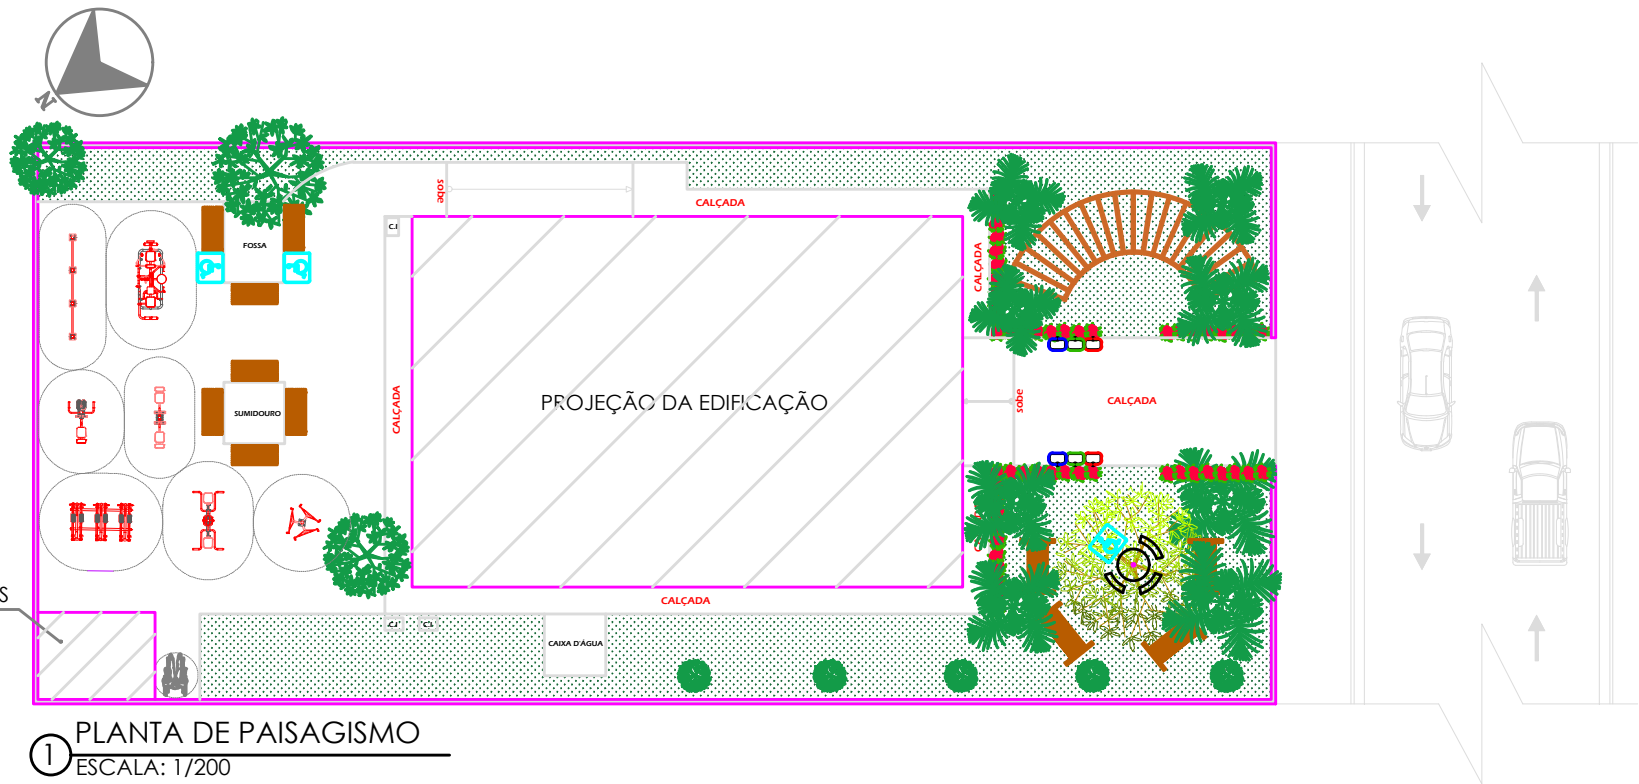 N
sobe
CALÇADA
C.I
FOSSA
CALÇADA
PROJEÇÃO DA EDIFICAÇÃO
CALÇADA
sobe
CALÇADA
SUMIDOURO
CALÇADA
S
C.I
C.I
CAIXA D'ÁGUA
1
PLANTA DE PAISAGISMO
ESCALA: 1/200